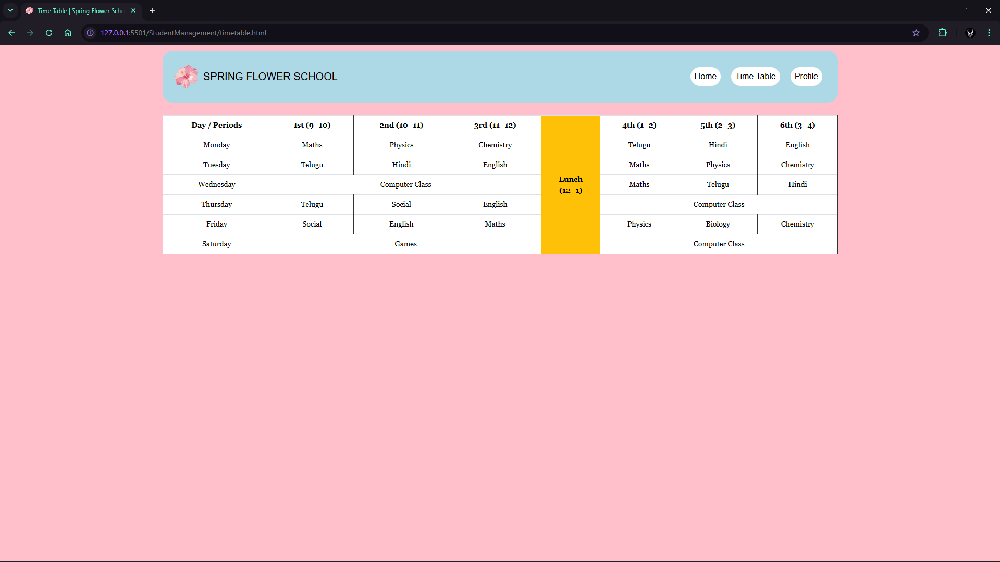 Time Table | Spring Flower Scho
127.0.0.1:5501/StudentManagement/timetable.html
SPRING FLOWER SCHOOL
Home Time Table Profile
Day / Periods 1st (9–10) 2nd (10–11) 3rd (11–12) Lunch (12–1) 4th (1–2) 5th (2–3) 6th (3–4)
Monday Maths Physics Chemistry Telugu Hindi English
Tuesday Telugu Hindi English Maths Physics Chemistry
Wednesday Computer Class Maths Telugu Hindi
Thursday Telugu Social English Computer Class
Friday Social English Maths Physics Biology Chemistry
Saturday Games Computer Class